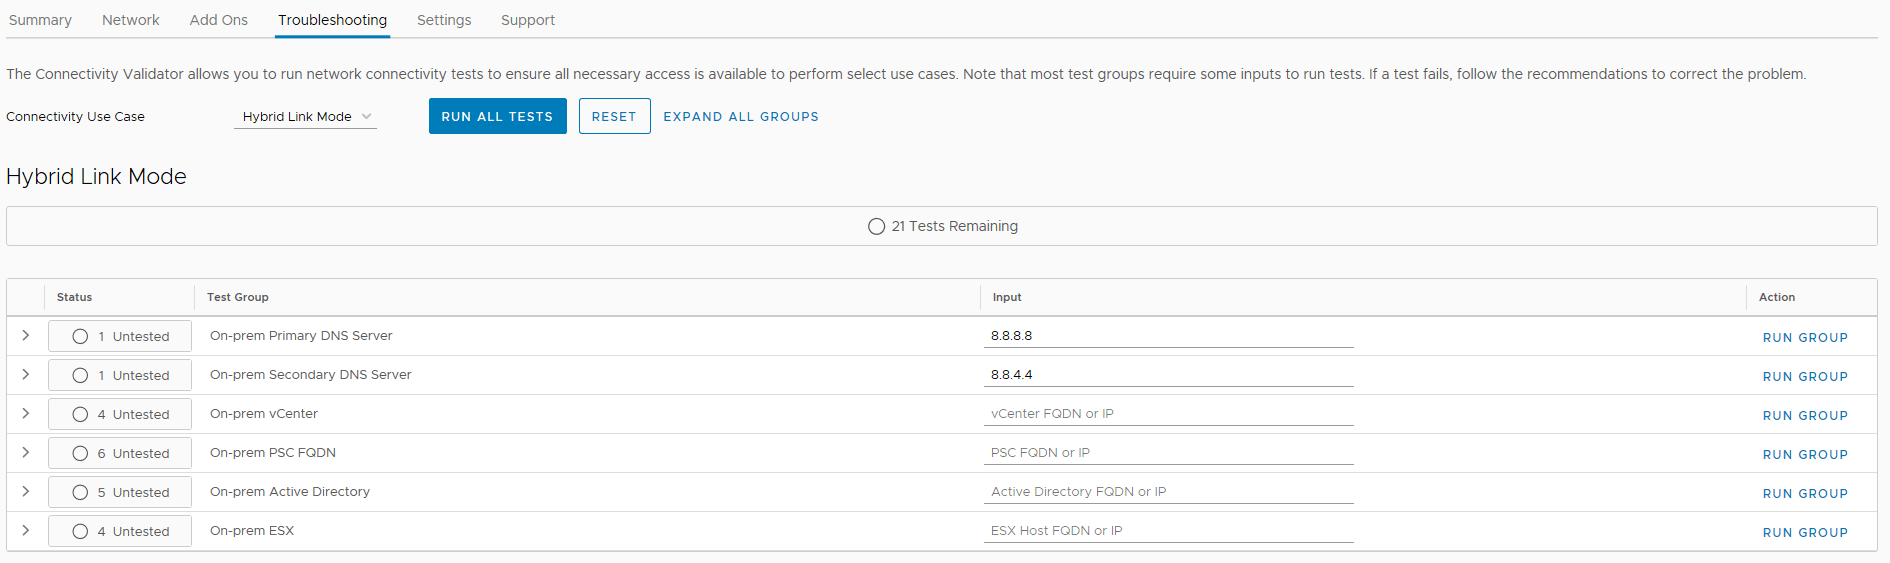 Summary Network Add Ons Troubleshooting Settings Support
The Connectivity Validator allows you to run network connectivity tests to ensure all necessary access is available to perform select use cases. Note that most test groups require some inputs to run tests. If a test fails, follow the recommendations to correct the problem.
Connectivity Use Case Hybrid Link Mode RUN ALL TESTS RESET EXPAND ALL GROUPS
Hybrid Link Mode
21 Tests Remaining
Status Test Group Input Action
1 Untested On-prem Primary DNS Server 8.8.8.8 RUN GROUP
1 Untested On-prem Secondary DNS Server 8.8.4.4 RUN GROUP
4 Untested On-prem vCenter vCenter FQDN or IP RUN GROUP
6 Untested On-prem PSC FQDN PSC FQDN or IP RUN GROUP
5 Untested On-prem Active Directory Active Directory FQDN or IP RUN GROUP
4 Untested On-prem ESX ESX Host FQDN or IP RUN GROUP